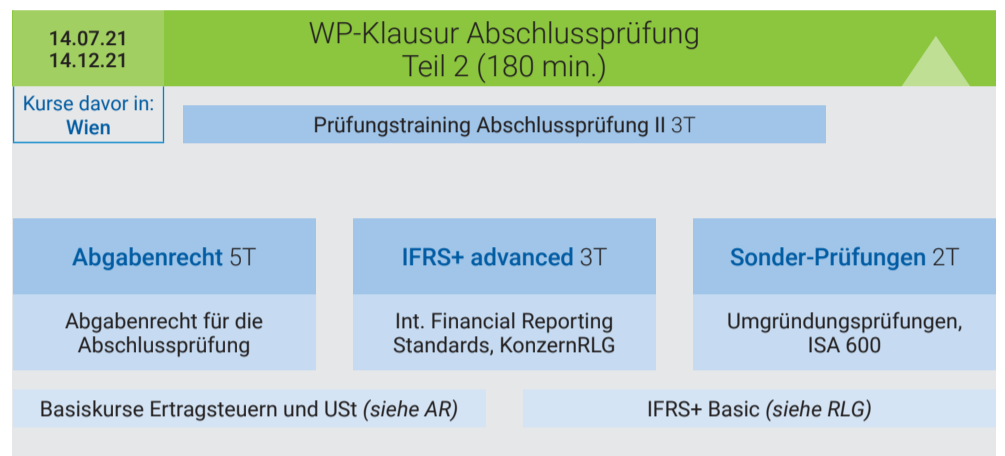 14.07.21
14.12.21
WP-Klausur Abschlussprüfung
Teil 2 (180 min.)
Kurse davor in:
Wien
Prüfungstraining Abschlussprüfung II 3T
Abgabenrecht 5T
Abgabenrecht für die
Abschlussprüfung
IFRS+ advanced 3T
Int. Financial Reporting
Standards, KonzernRLG
Sonder-Prüfungen 2T
Umgründungsprüfungen,
ISA 600
Basiskurse Ertragsteuern und USt (siehe AR)
IFRS+ Basic (siehe RLG)